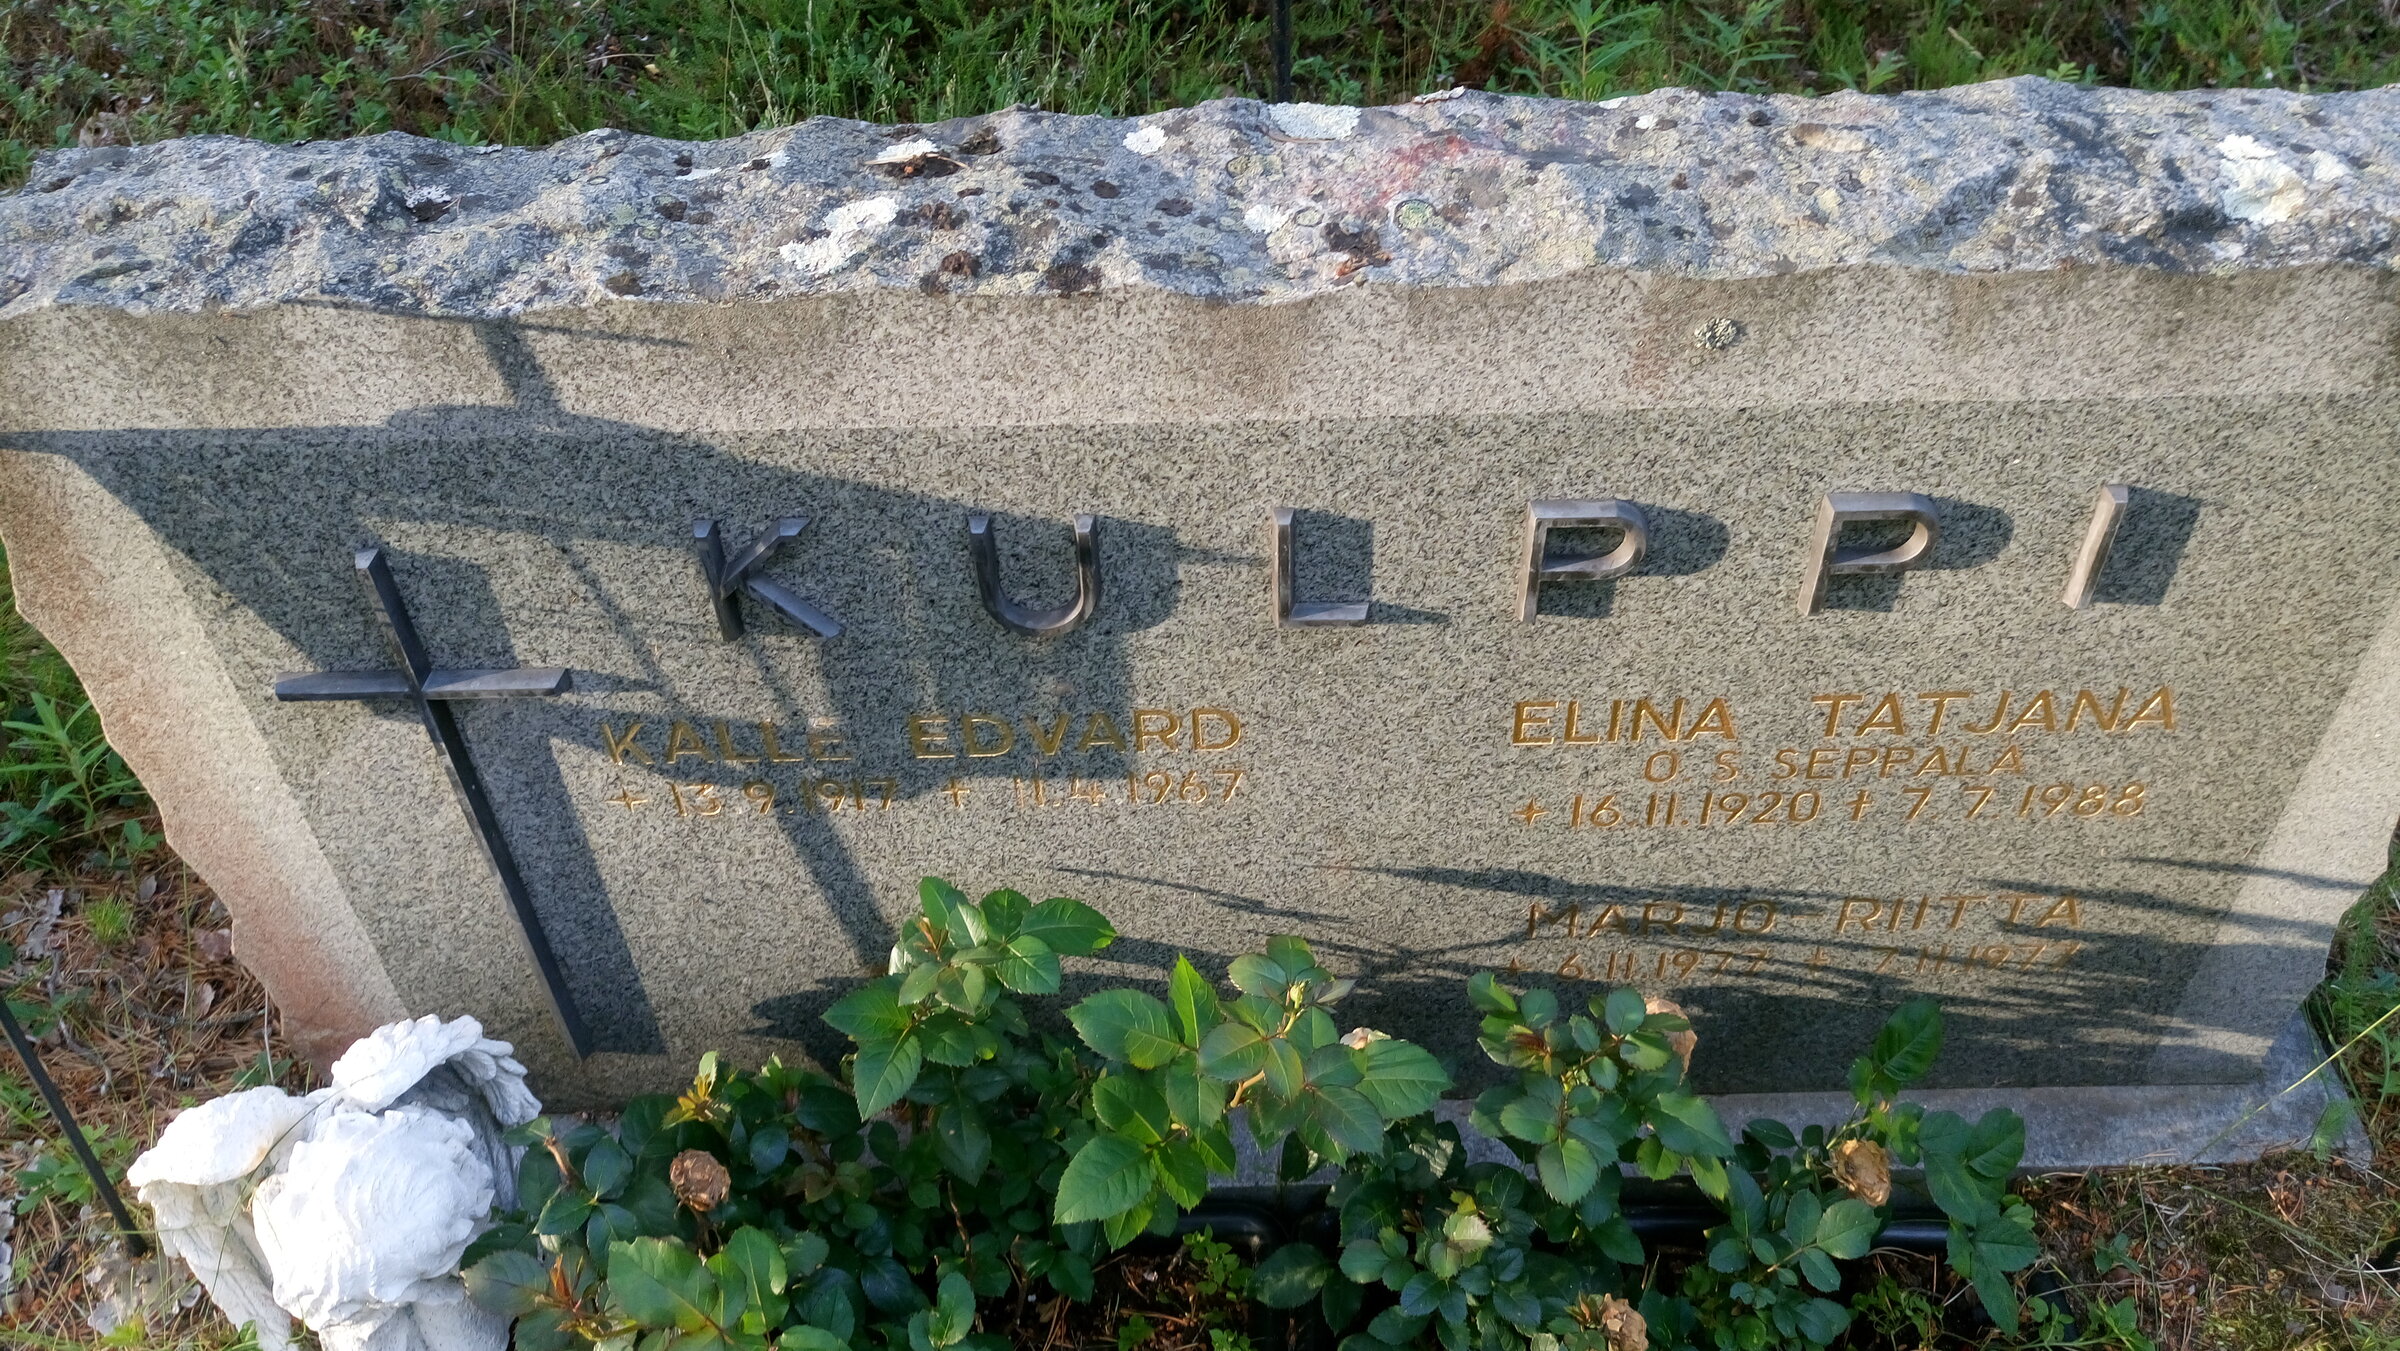 KULPPI
KALLE EDVARD
+ 13.9.1917 + 11.4.1967
ELINA TATJANA
O.S. SEPPÄLÄ
+ 16.11.1920 + 7.7.1988
MARJO-RIITTA
+ 6.11.1977 + 7.11.1977